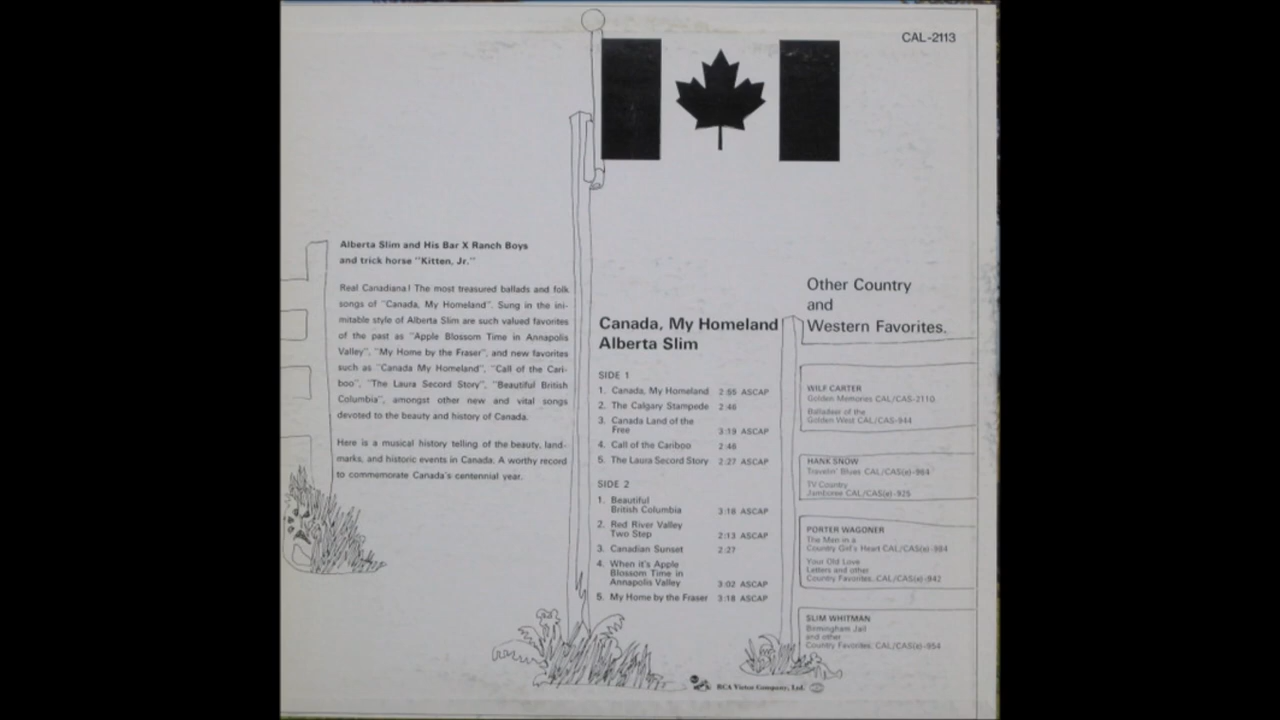 CAL-2113
Alberta Slim and His Bar X Ranch Boys
and trick horse "Kitten, Jr."
Real Canadiana! The most treasured ballads and folk
songs of "Canada, My Homeland". Sung in the ini-
mitable style of Alberta Slim are such valued favorites
of the past as "Apple Blossom Time in Annapolis
Valley", "My Home by the Fraser", and new favorites
such as "Canada My Homeland", "Call of the Cari-
boo", "The Laura Secord Story", "Beautiful British
Columbia", amongst other new and vital songs
devoted to the beauty and history of Canada.
Here is a musical history telling of the beauty, land-
marks, and historic events in Canada. A worthy record
to commemorate Canada's centennial year.
Canada, My Homeland
Alberta Slim
SIDE 1
1. Canada, My Homeland 2:55 ASCAP
2. The Calgary Stampede 2:46
3. Canada Land of the
Free 3:19 ASCAP
4. Call of the Cariboo 2:46
5. The Laura Secord Story 2:27 ASCAP
SIDE 2
1. Beautiful
British Columbia 3:18 ASCAP
2. Red River Valley
Two Step 2:13 ASCAP
3. Canadian Sunset 2:27
4. When it's Apple
Blossom Time in
Annapolis Valley 3:02 ASCAP
5. My Home by the Fraser 3:18 ASCAP
Other Country
and
Western Favorites.
WILF CARTER
Golden Memories CAL/CAS-2110
Balladeer of the
Golden West CAL/CAS-944
HANK SNOW
Travelin' Blues CAL/CAS(e)-964
TV Country
Jamboree CAL/CAS(e)-925
PORTER WAGONER
The Men in a
Country Girl's Heart CAL/CAS(e)-984
Your Old Love
Letters and other
Country Favorites. CAL/CAS(e)-942
SLIM WHITMAN
Birmingham Jail
and other
Country Favorites. CAL/CAS(e)-954
RCA Victor Company, Ltd.